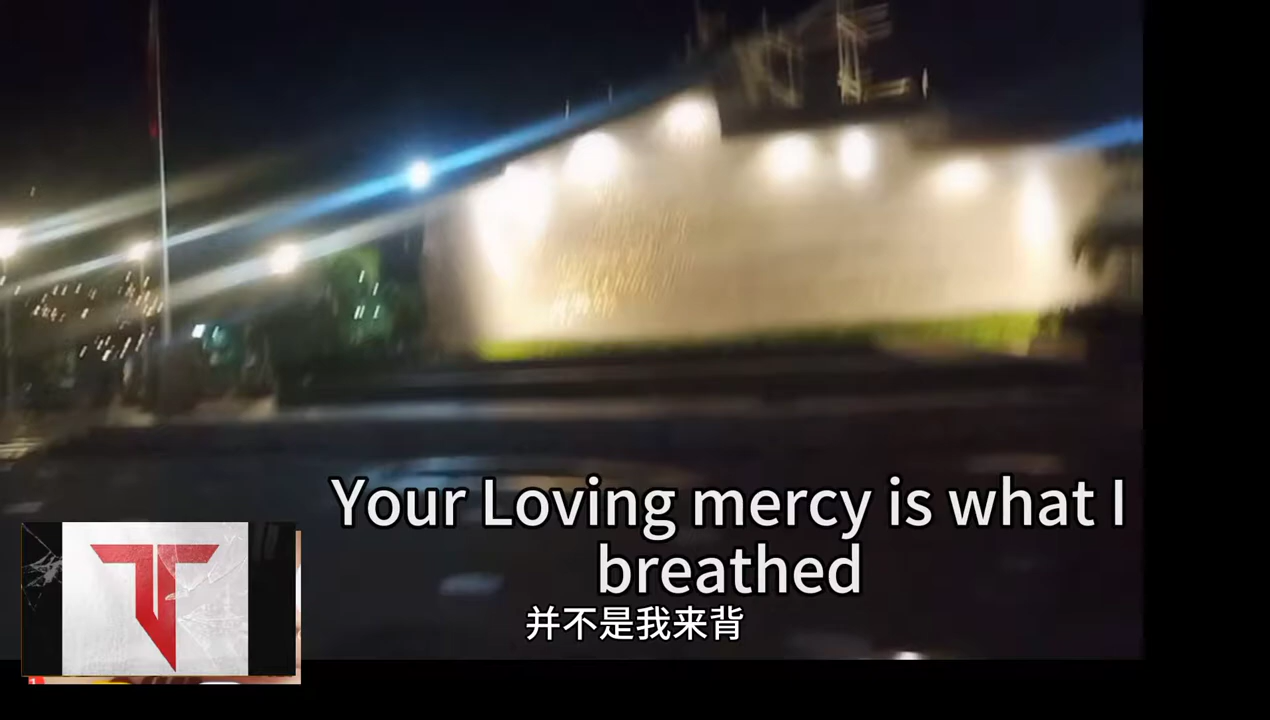 Your Loving mercy is what I
breathed
并不是我来背